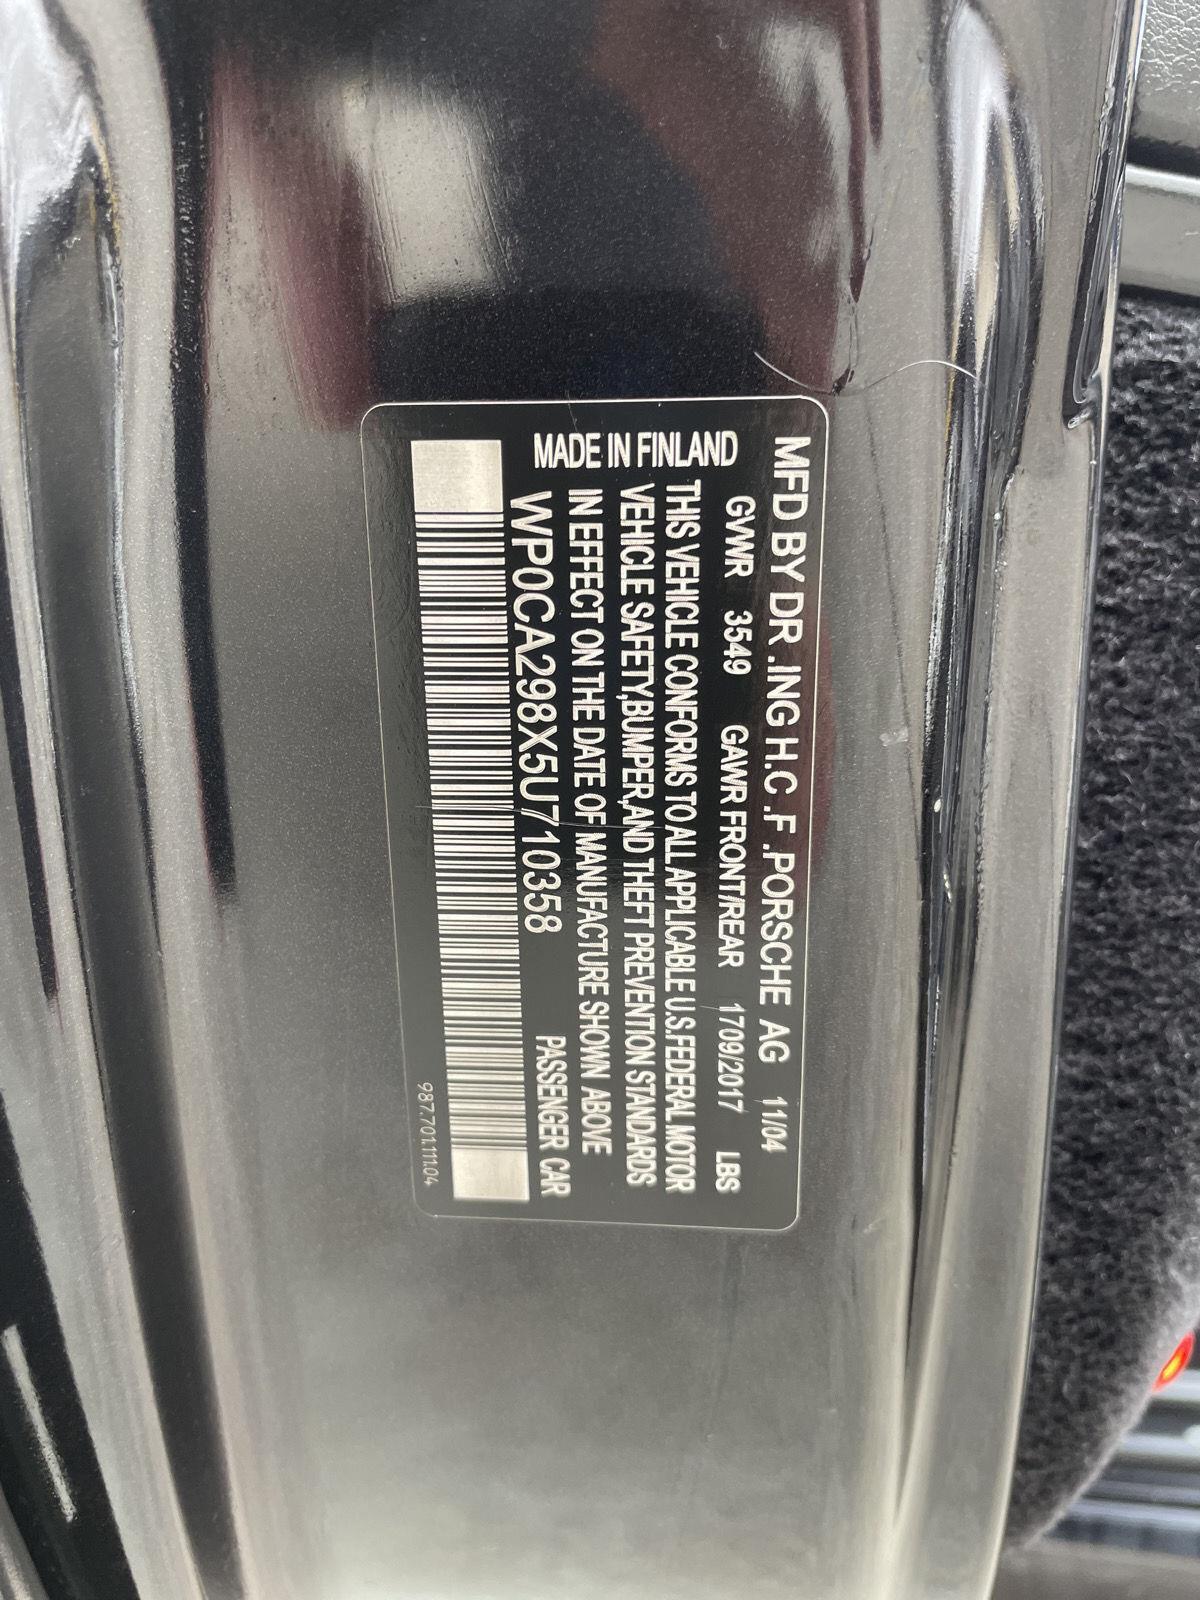 MFD BY DR.ING H.C.F.PORSCHE AG 11/04
GVWR 3549 GAWR FRONT/REAR 1709/2017 LBS
THIS VEHICLE CONFORMS TO ALL APPLICABLE U.S.FEDERAL MOTOR
VEHICLE SAFETY,BUMPER,AND THEFT PREVENTION STANDARDS
IN EFFECT ON THE DATE OF MANUFACTURE SHOWN ABOVE
MADE IN FINLAND
WP0CA298X5U710358 PASSENGER CAR
987.701.111.04